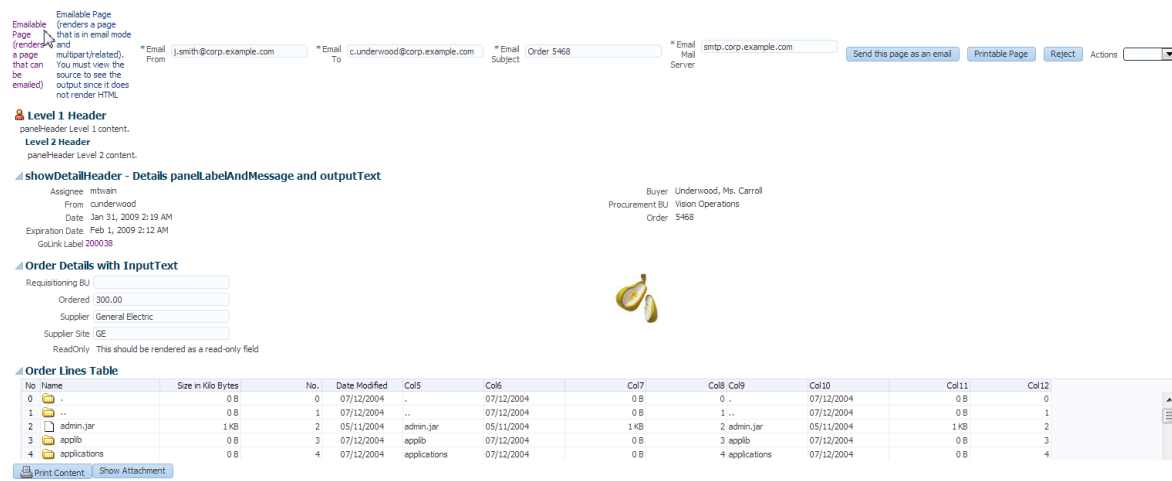 Emailable
Page
(renders
a page
that can
be
emailed)
Emailable Page
(renders a page
that is in email mode
and
multipart/related).
You must view the
source to see the
output since it does
not render HTML
* Email
From
j.smith@corp.example.com
* Email
To
c.underwood@corp.example.com
* Email
Subject
Order 5468
* Email
Mail
Server
smtp.corp.example.com
Send this page as an email
Printable Page
Reject
Actions
Level 1 Header
panelHeader Level 1 content.
Level 2 Header
panelHeader Level 2 content.
showDetailHeader - Details panelLabelAndMessage and outputText
Assignee mtwain
From cunderwood
Date Jan 31, 2009 2:19 AM
Expiration Date Feb 1, 2009 2:12 AM
GoLink Label 200038
Buyer Underwood, Ms. Carroll
Procurement BU Vision Operations
Order 5468
Order Details with InputText
Requisitioning BU
Ordered 300.00
Supplier General Electric
Supplier Site GE
ReadOnly This should be rendered as a read-only field
Order Lines Table
No Name Size in Kilo Bytes No. Date Modified Col5 Col6 Col7 Col8 Col9 Col10 Col11 Col12
0 . 0 B 0 07/12/2004 . 07/12/2004 0 B 0 . 07/12/2004 0 B 0
1 .. 0 B 1 07/12/2004 .. 07/12/2004 0 B 1 .. 07/12/2004 0 B 1
2 admin.jar 1 KB 2 05/11/2004 admin.jar 05/11/2004 1 KB 2 admin.jar 05/11/2004 1 KB 2
3 applib 0 B 3 07/12/2004 applib 07/12/2004 0 B 3 applib 07/12/2004 0 B 3
4 applications 0 B 4 07/12/2004 applications 07/12/2004 0 B 4 applications 07/12/2004 0 B 4
Print Content
Show Attachment